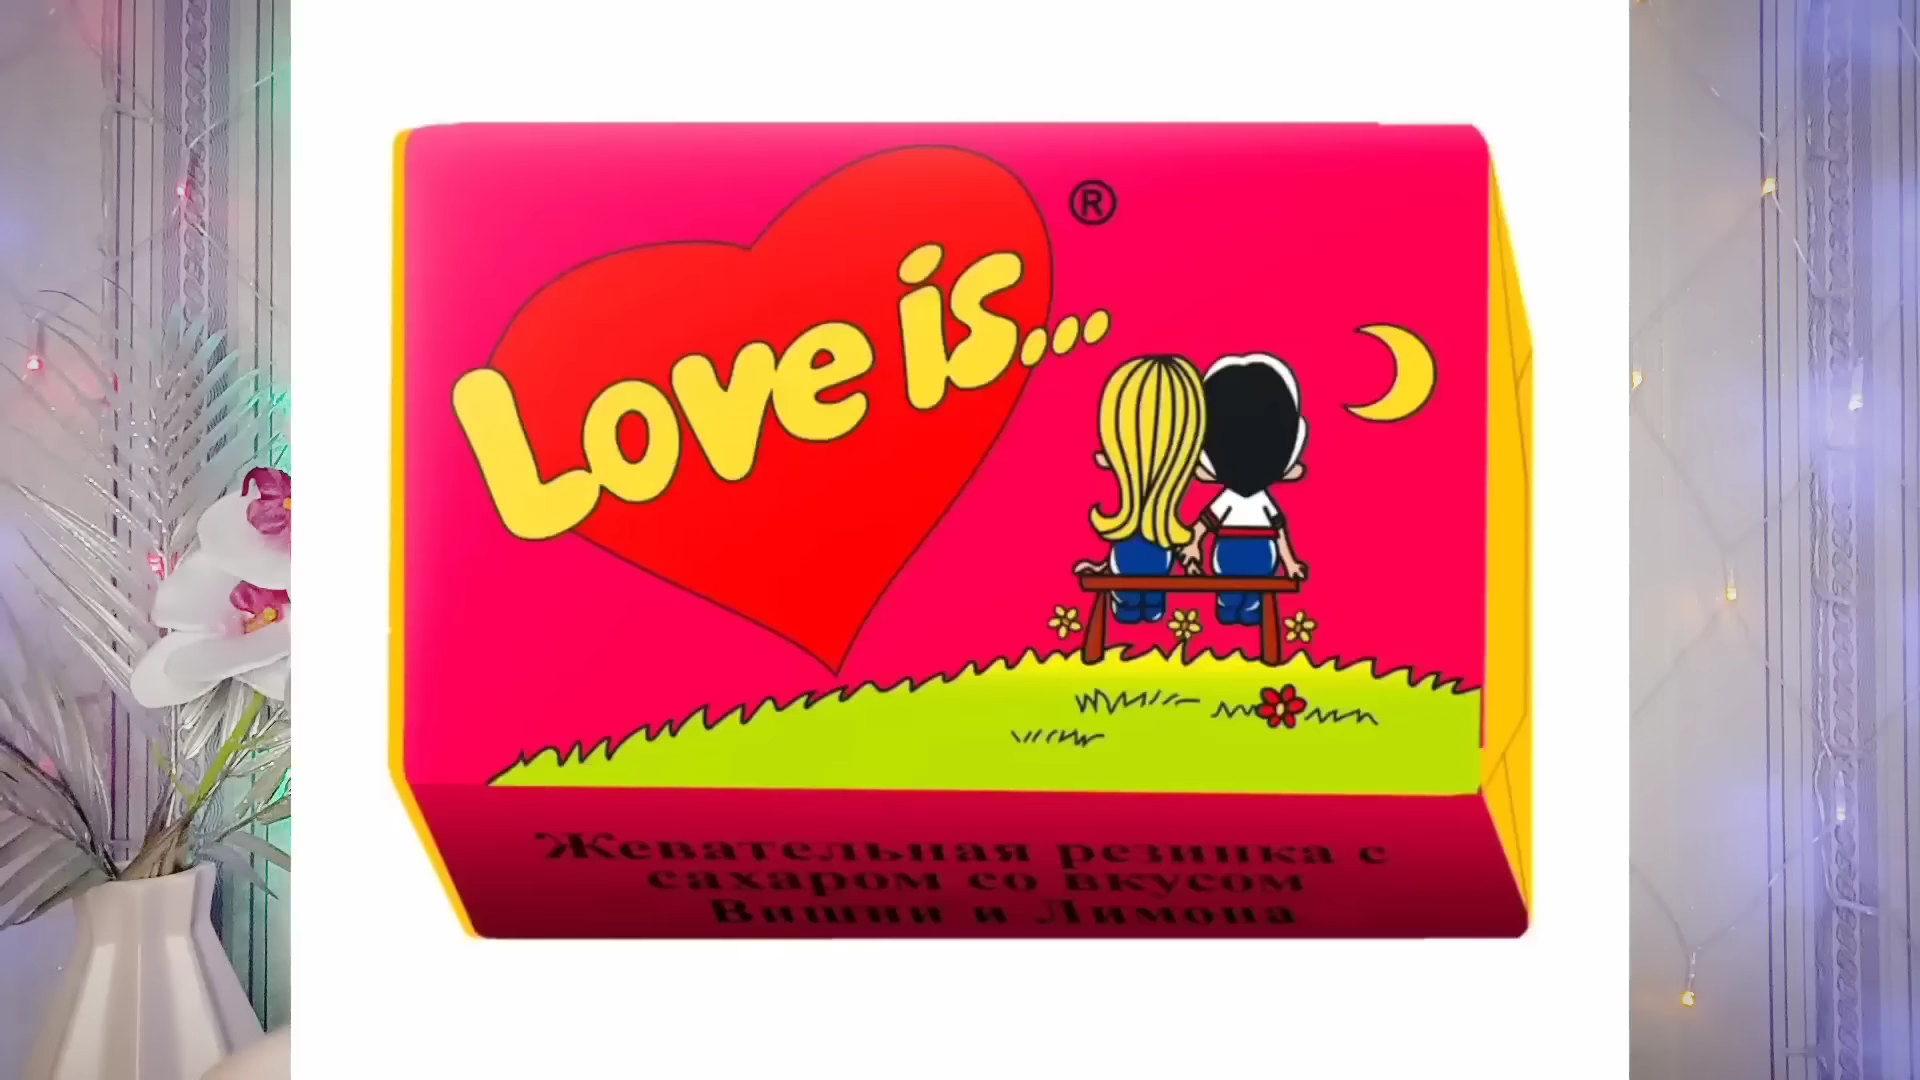 Love is...
®
Жевательная резинка с
сахаром со вкусом
Вишни и Лимона